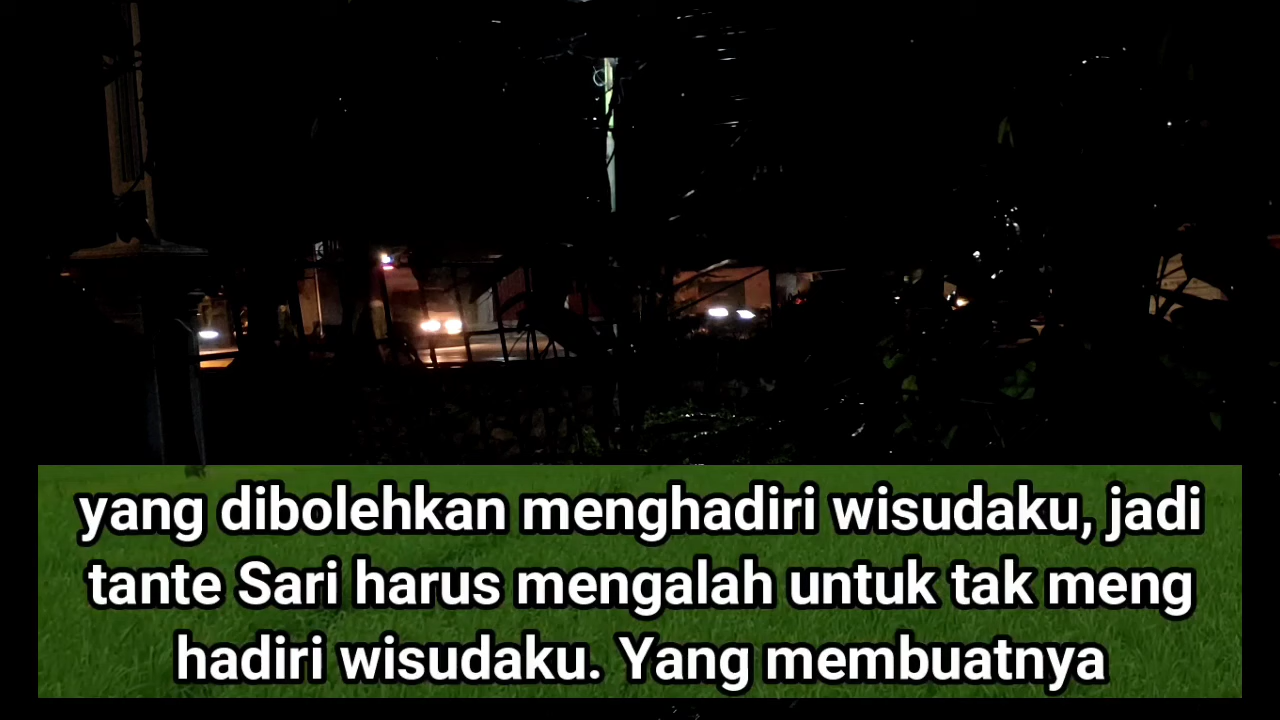 yang dibolehkan menghadiri wisudaku, jadi
tante Sari harus mengalah untuk tak meng
hadiri wisudaku. Yang membuatnya